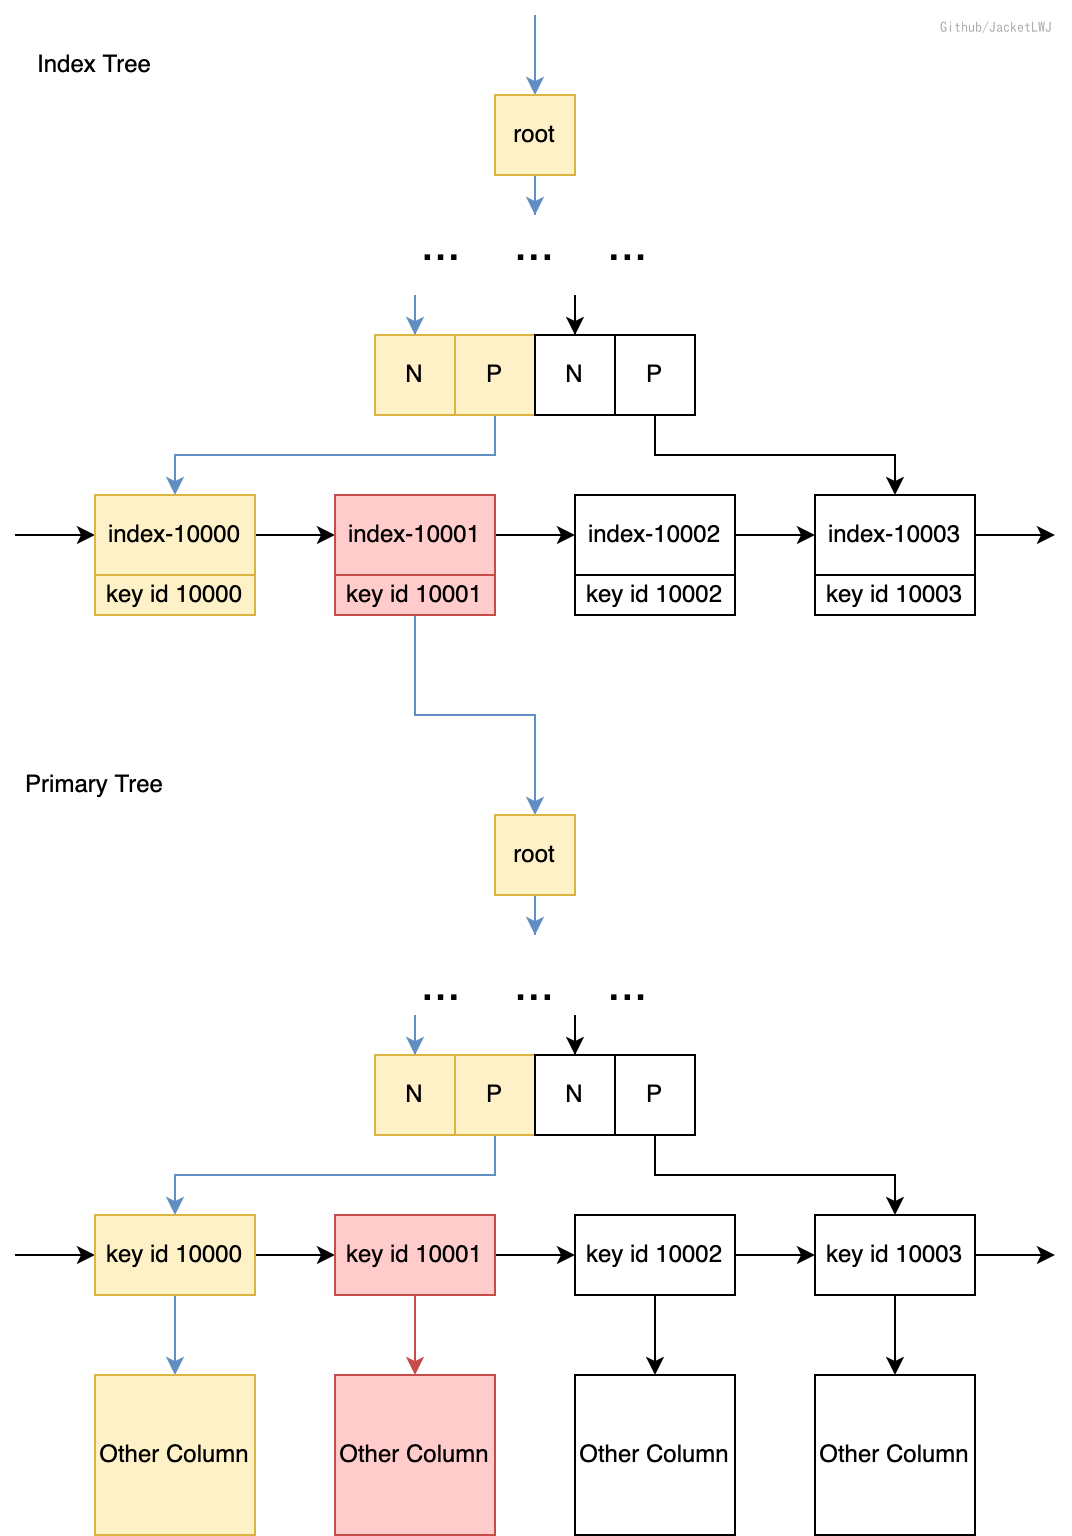 Github/JacketLWJ
Index Tree
root
... ... ...
N P N P
index-10000 index-10001 index-10002 index-10003
key id 10000 key id 10001 key id 10002 key id 10003
Primary Tree
root
... ... ...
N P N P
key id 10000 key id 10001 key id 10002 key id 10003
Other Column Other Column Other Column Other Column